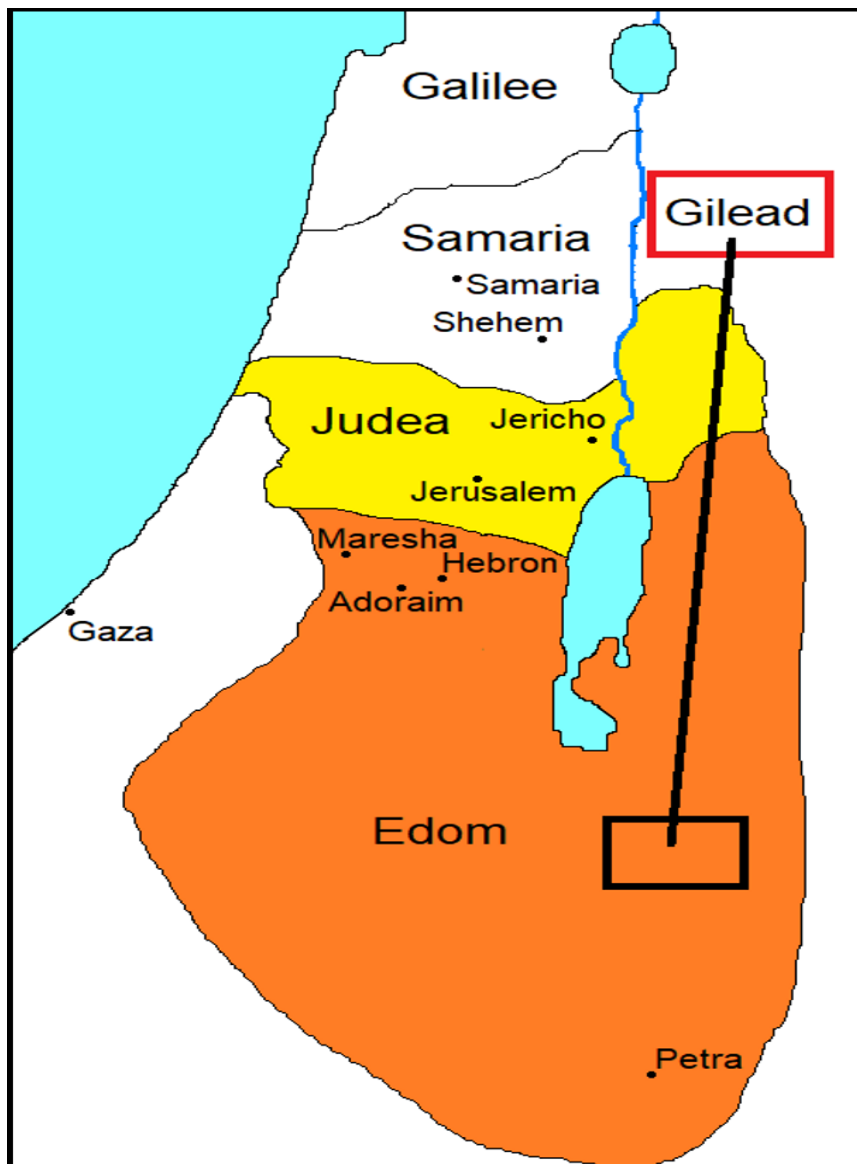 Galilee
Gilead
Samaria
Samaria
Shehem
Judea
Jericho
Jerusalem
Maresha
Hebron
Adoraim
Gaza
Edom
Petra